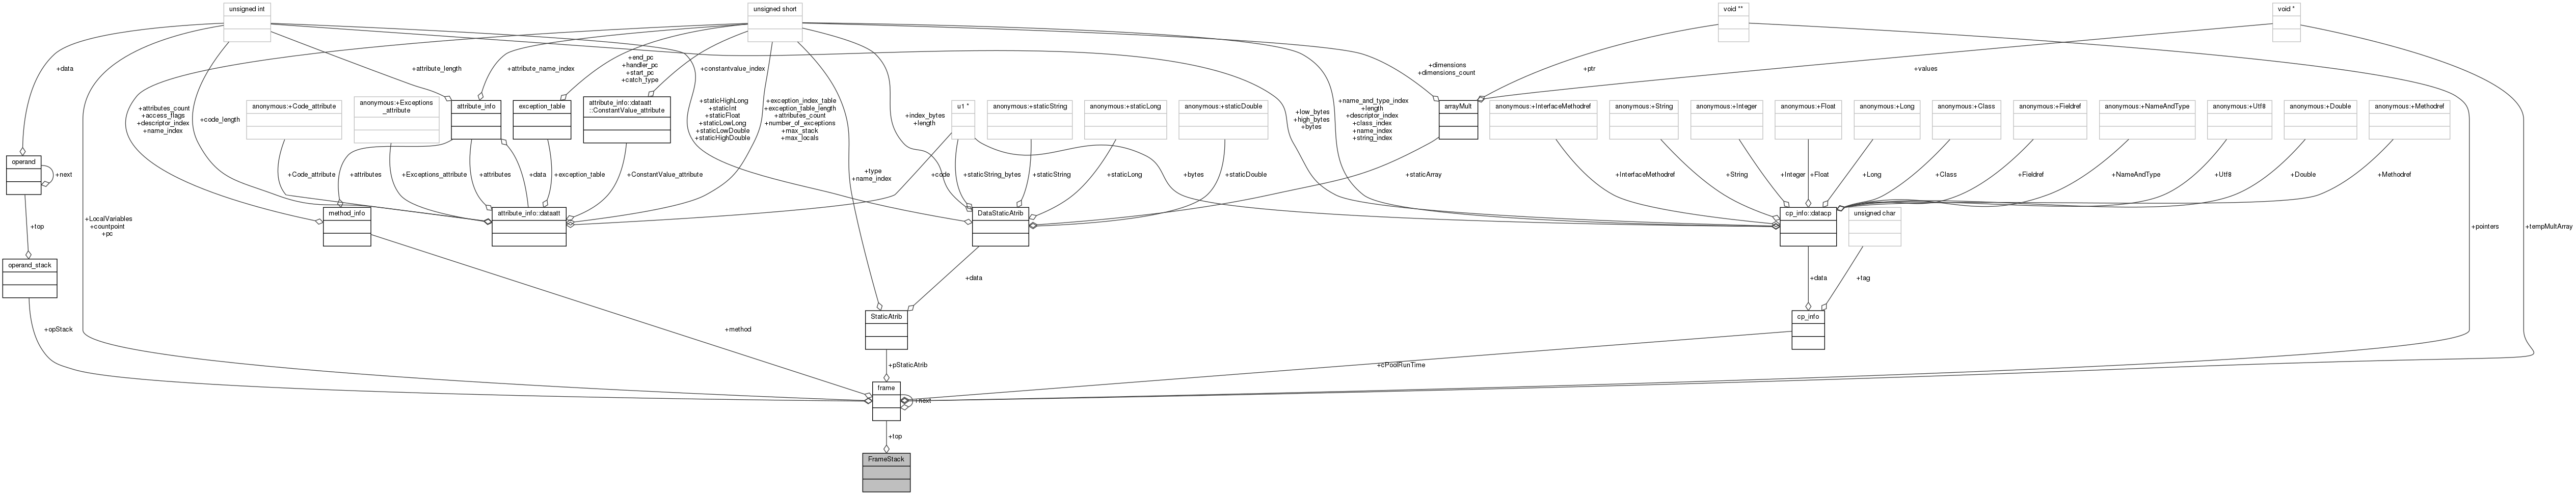 unsigned int
unsigned short
void **
void *
+data
+attribute_length
+attribute_name_index
+end_pc
+handler_pc
+start_pc
+catch_type
+constantvalue_index
+dimensions
+dimensions_count
+ptr
+values
+attributes_count
+access_flags
+descriptor_index
+name_index
+code_length
anonymous:+Code_attribute
anonymous:+Exceptions
_attribute
attribute_info
exception_table
attribute_info::dataatt
::ConstantValue_attribute
+staticHighLong
+staticInt
+staticFloat
+staticLowLong
+staticLowDouble
+staticHighDouble
+exception_index_table
+exception_table_length
+attributes_count
+number_of_exceptions
+max_stack
+max_locals
+index_bytes
+length
u1 *
anonymous:+staticString
anonymous:+staticLong
anonymous:+staticDouble
+low_bytes
+high_bytes
+bytes
+name_and_type_index
+length
+descriptor_index
+class_index
+name_index
+string_index
arrayMult
anonymous:+InterfaceMethodref
anonymous:+String
anonymous:+Integer
anonymous:+Float
anonymous:+Long
anonymous:+Class
anonymous:+Fieldref
anonymous:+NameAndType
anonymous:+Utf8
anonymous:+Double
anonymous:+Methodref
operand
+next
+Code_attribute
+attributes
+Exceptions_attribute
+attributes
+data
+exception_table
+ConstantValue_attribute
+type
+name_index
+code
+staticString_bytes
+staticString
+staticLong
+bytes
+staticDouble
+staticArray
+InterfaceMethodref
+String
+Integer
+Float
+Long
+Class
+Fieldref
+NameAndType
+Utf8
+Double
+Methodref
+top
+LocalVariables
+countpoint
+pc
method_info
attribute_info::dataatt
DataStaticAtrib
cp_info::datacp
unsigned char
+pointers
+tempMultArray
operand_stack
+data
+data
+tag
+opStack
+method
StaticAtrib
cp_info
+pStaticAtrib
+cPoolRunTime
frame
+next
+top
FrameStack